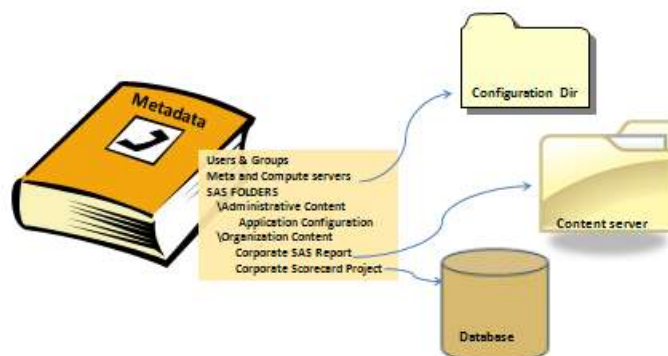 Metadata
Configuration Dir
Users & Groups
Meta and Compute servers
SAS FOLDERS
\Administrative Content
Application Configuration
\Organization Content
Corporate SAS Report
Corporate Scorecard Project
Content server
Database